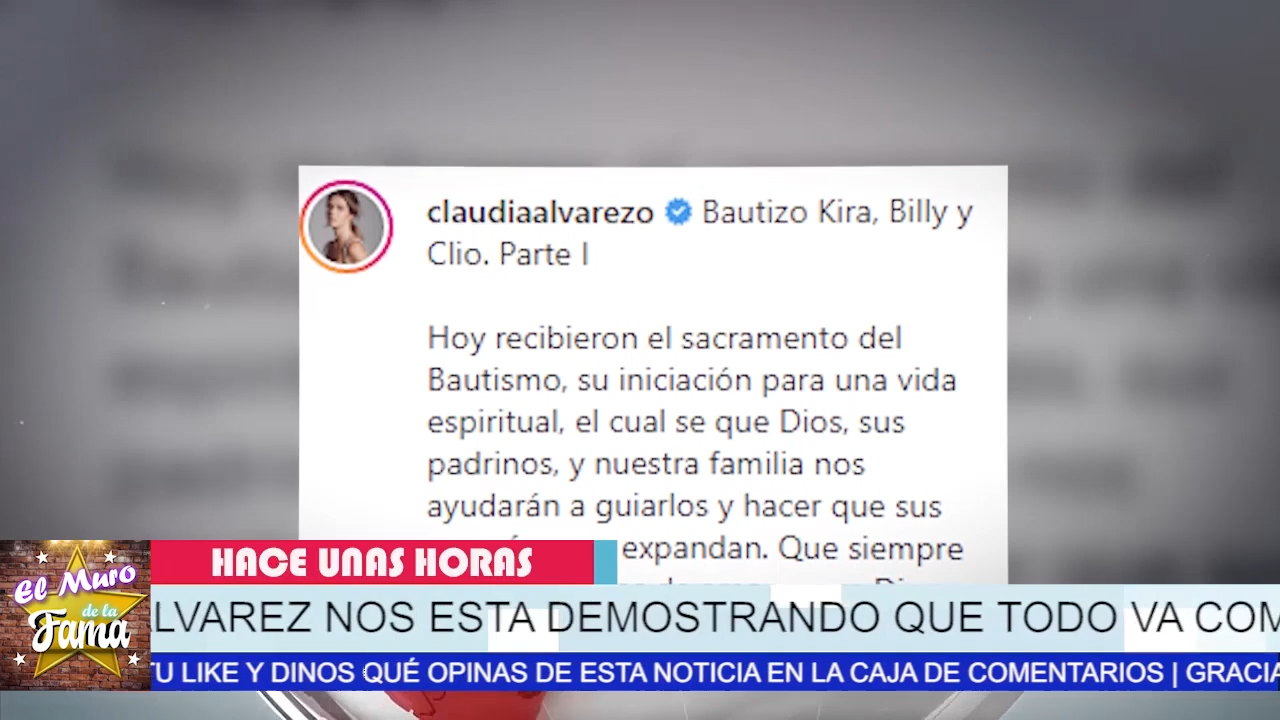 claudiaalvarezo Bautizo Kira, Billy y
Clio. Parte I
Hoy recibieron el sacramento del
Bautismo, su iniciación para una vida
espiritual, el cual se que Dios, sus
padrinos, y nuestra familia nos
ayudarán a guiarlos y hacer que sus
expandan. Que siempre
HACE UNAS HORAS
El Muro
de la
Fama
LVAREZ NOS ESTA DEMOSTRANDO QUE TODO VA COM
TU LIKE Y DINOS QUÉ OPINAS DE ESTA NOTICIA EN LA CAJA DE COMENTARIOS | GRACIA